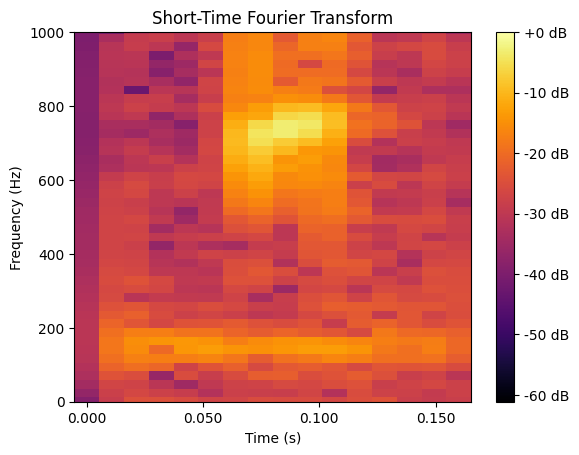 Short-Time Fourier Transform
1000
800
600
400
200
0
Frequency (Hz)
0.000
0.050
0.100
0.150
Time (s)
+0 dB
-10 dB
-20 dB
-30 dB
-40 dB
-50 dB
-60 dB